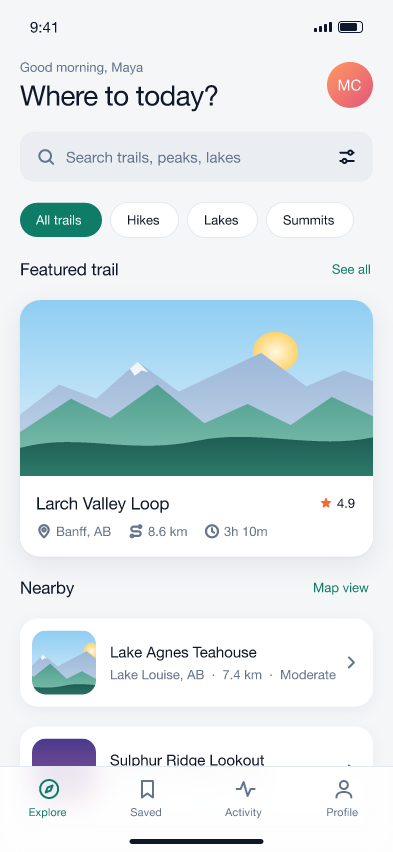 9:41
Good morning, Maya
Where to today?
MC
Search trails, peaks, lakes
All trails
Hikes
Lakes
Summits
Featured trail
See all
Larch Valley Loop
4.9
Banff, AB
8.6 km
3h 10m
Nearby
Map view
Lake Agnes Teahouse
Lake Louise, AB · 7.4 km · Moderate
Sulphur Ridge Lookout
Explore
Saved
Activity
Profile